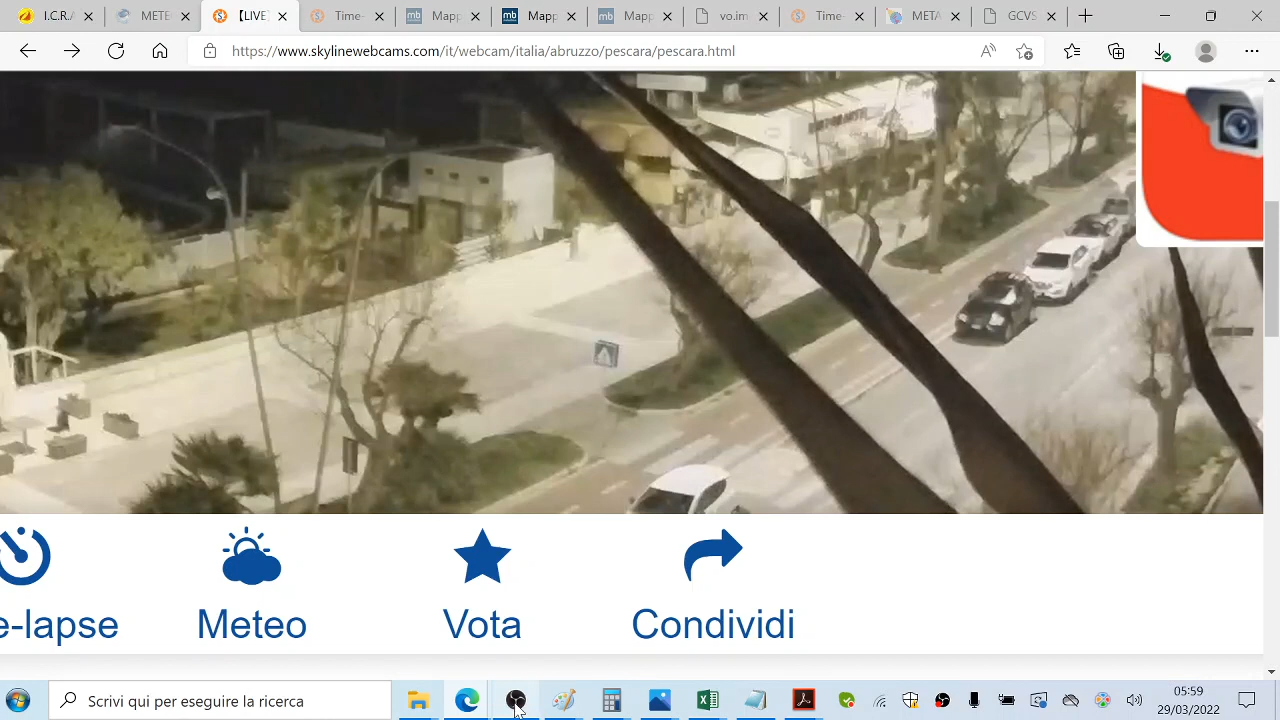 I.C.R.A
METE
【LIVE】
Time-
Mapp
Mapp
Mapp
vo.im
Time-
META
GCVS
https://www.skylinewebcams.com/it/webcam/italia/abruzzo/pescara/pescara.html
e-lapse
Meteo
Vota
Condividi
Scrivi qui per eseguire la ricerca
05:59
29/03/2022